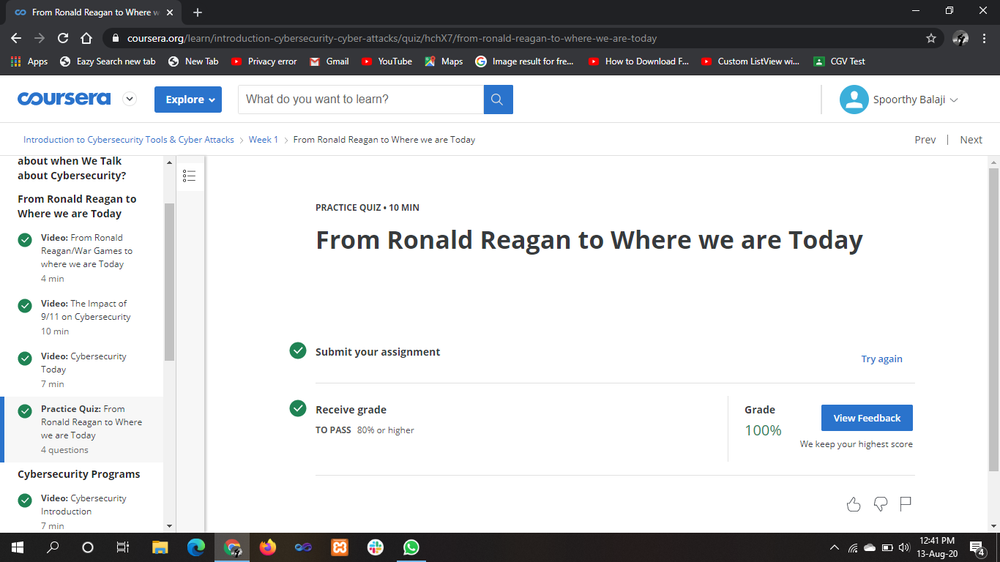 From Ronald Reagan to Where w
coursera.org/learn/introduction-cybersecurity-cyber-attacks/quiz/hchX7/from-ronald-reagan-to-where-we-are-today
Apps Eazy Search new tab New Tab Privacy error Gmail YouTube Maps Image result for fre... How to Download F... Custom ListView wi... CGV Test
coursera Explore What do you want to learn? Spoorthy Balaji
Introduction to Cybersecurity Tools & Cyber Attacks > Week 1 > From Ronald Reagan to Where we are Today Prev | Next
about when We Talk
about Cybersecurity?
From Ronald Reagan to
Where we are Today
Video: From Ronald
Reagan/War Games to
where we are Today
4 min
Video: The Impact of
9/11 on Cybersecurity
10 min
Video: Cybersecurity
Today
7 min
Practice Quiz: From
Ronald Reagan to Where
we are Today
4 questions
Cybersecurity Programs
Video: Cybersecurity
Introduction
7 min
PRACTICE QUIZ • 10 MIN
From Ronald Reagan to Where we are Today
Submit your assignment
Try again
Receive grade
TO PASS 80% or higher
Grade
100%
View Feedback
We keep your highest score
12:41 PM
13-Aug-20
4